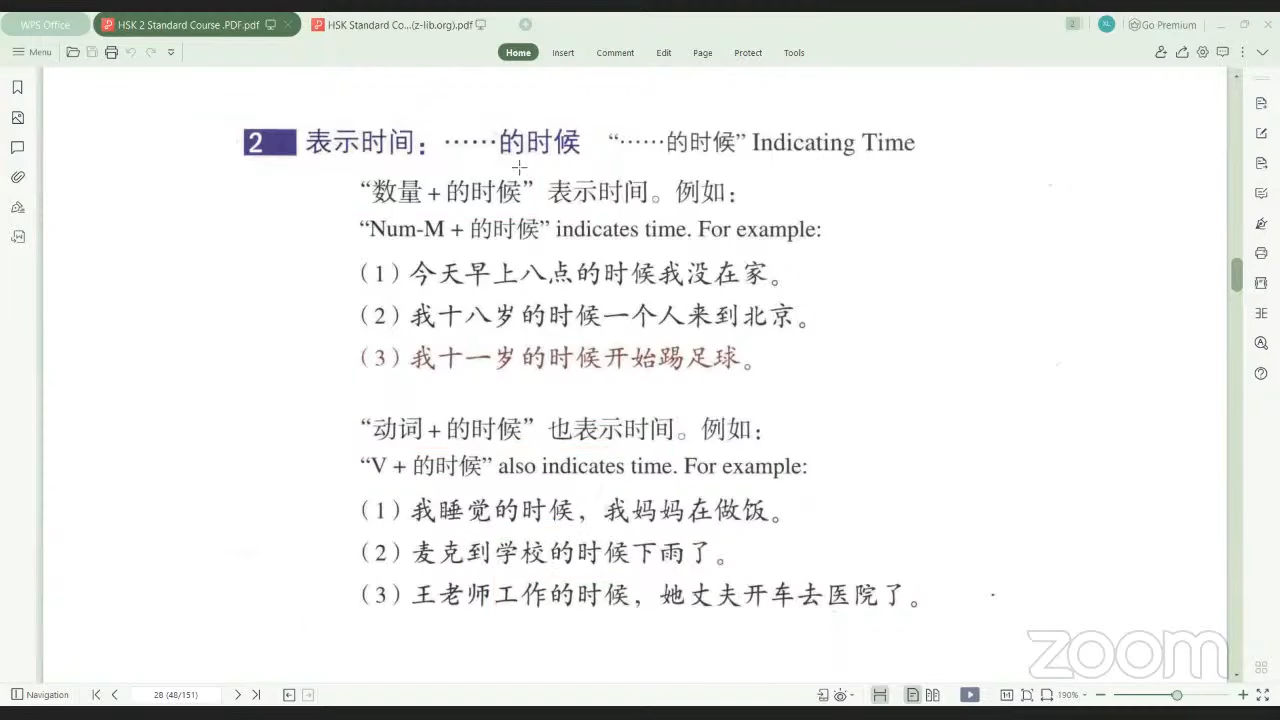 WPS Office
HSK 2 Standard Course .PDF.pdf
HSK Standard Co...(z-lib.org).pdf
2
XL
Go Premium
Menu
Home
Insert
Comment
Edit
Page
Protect
Tools
2 表示时间：……的时候 “……的时候” Indicating Time
“数量+的时候”表示时间。例如：
“Num-M + 的时候” indicates time. For example:
（1）今天早上八点的时候我没在家。
（2）我十八岁的时候一个人来到北京。
（3）我十一岁的时候开始踢足球。
“动词+的时候”也表示时间。例如：
“V + 的时候” also indicates time. For example:
（1）我睡觉的时候，我妈妈在做饭。
（2）麦克到学校的时候下雨了。
（3）王老师工作的时候，她丈夫开车去医院了。
zoom
Navigation
28 (48/151)
190%